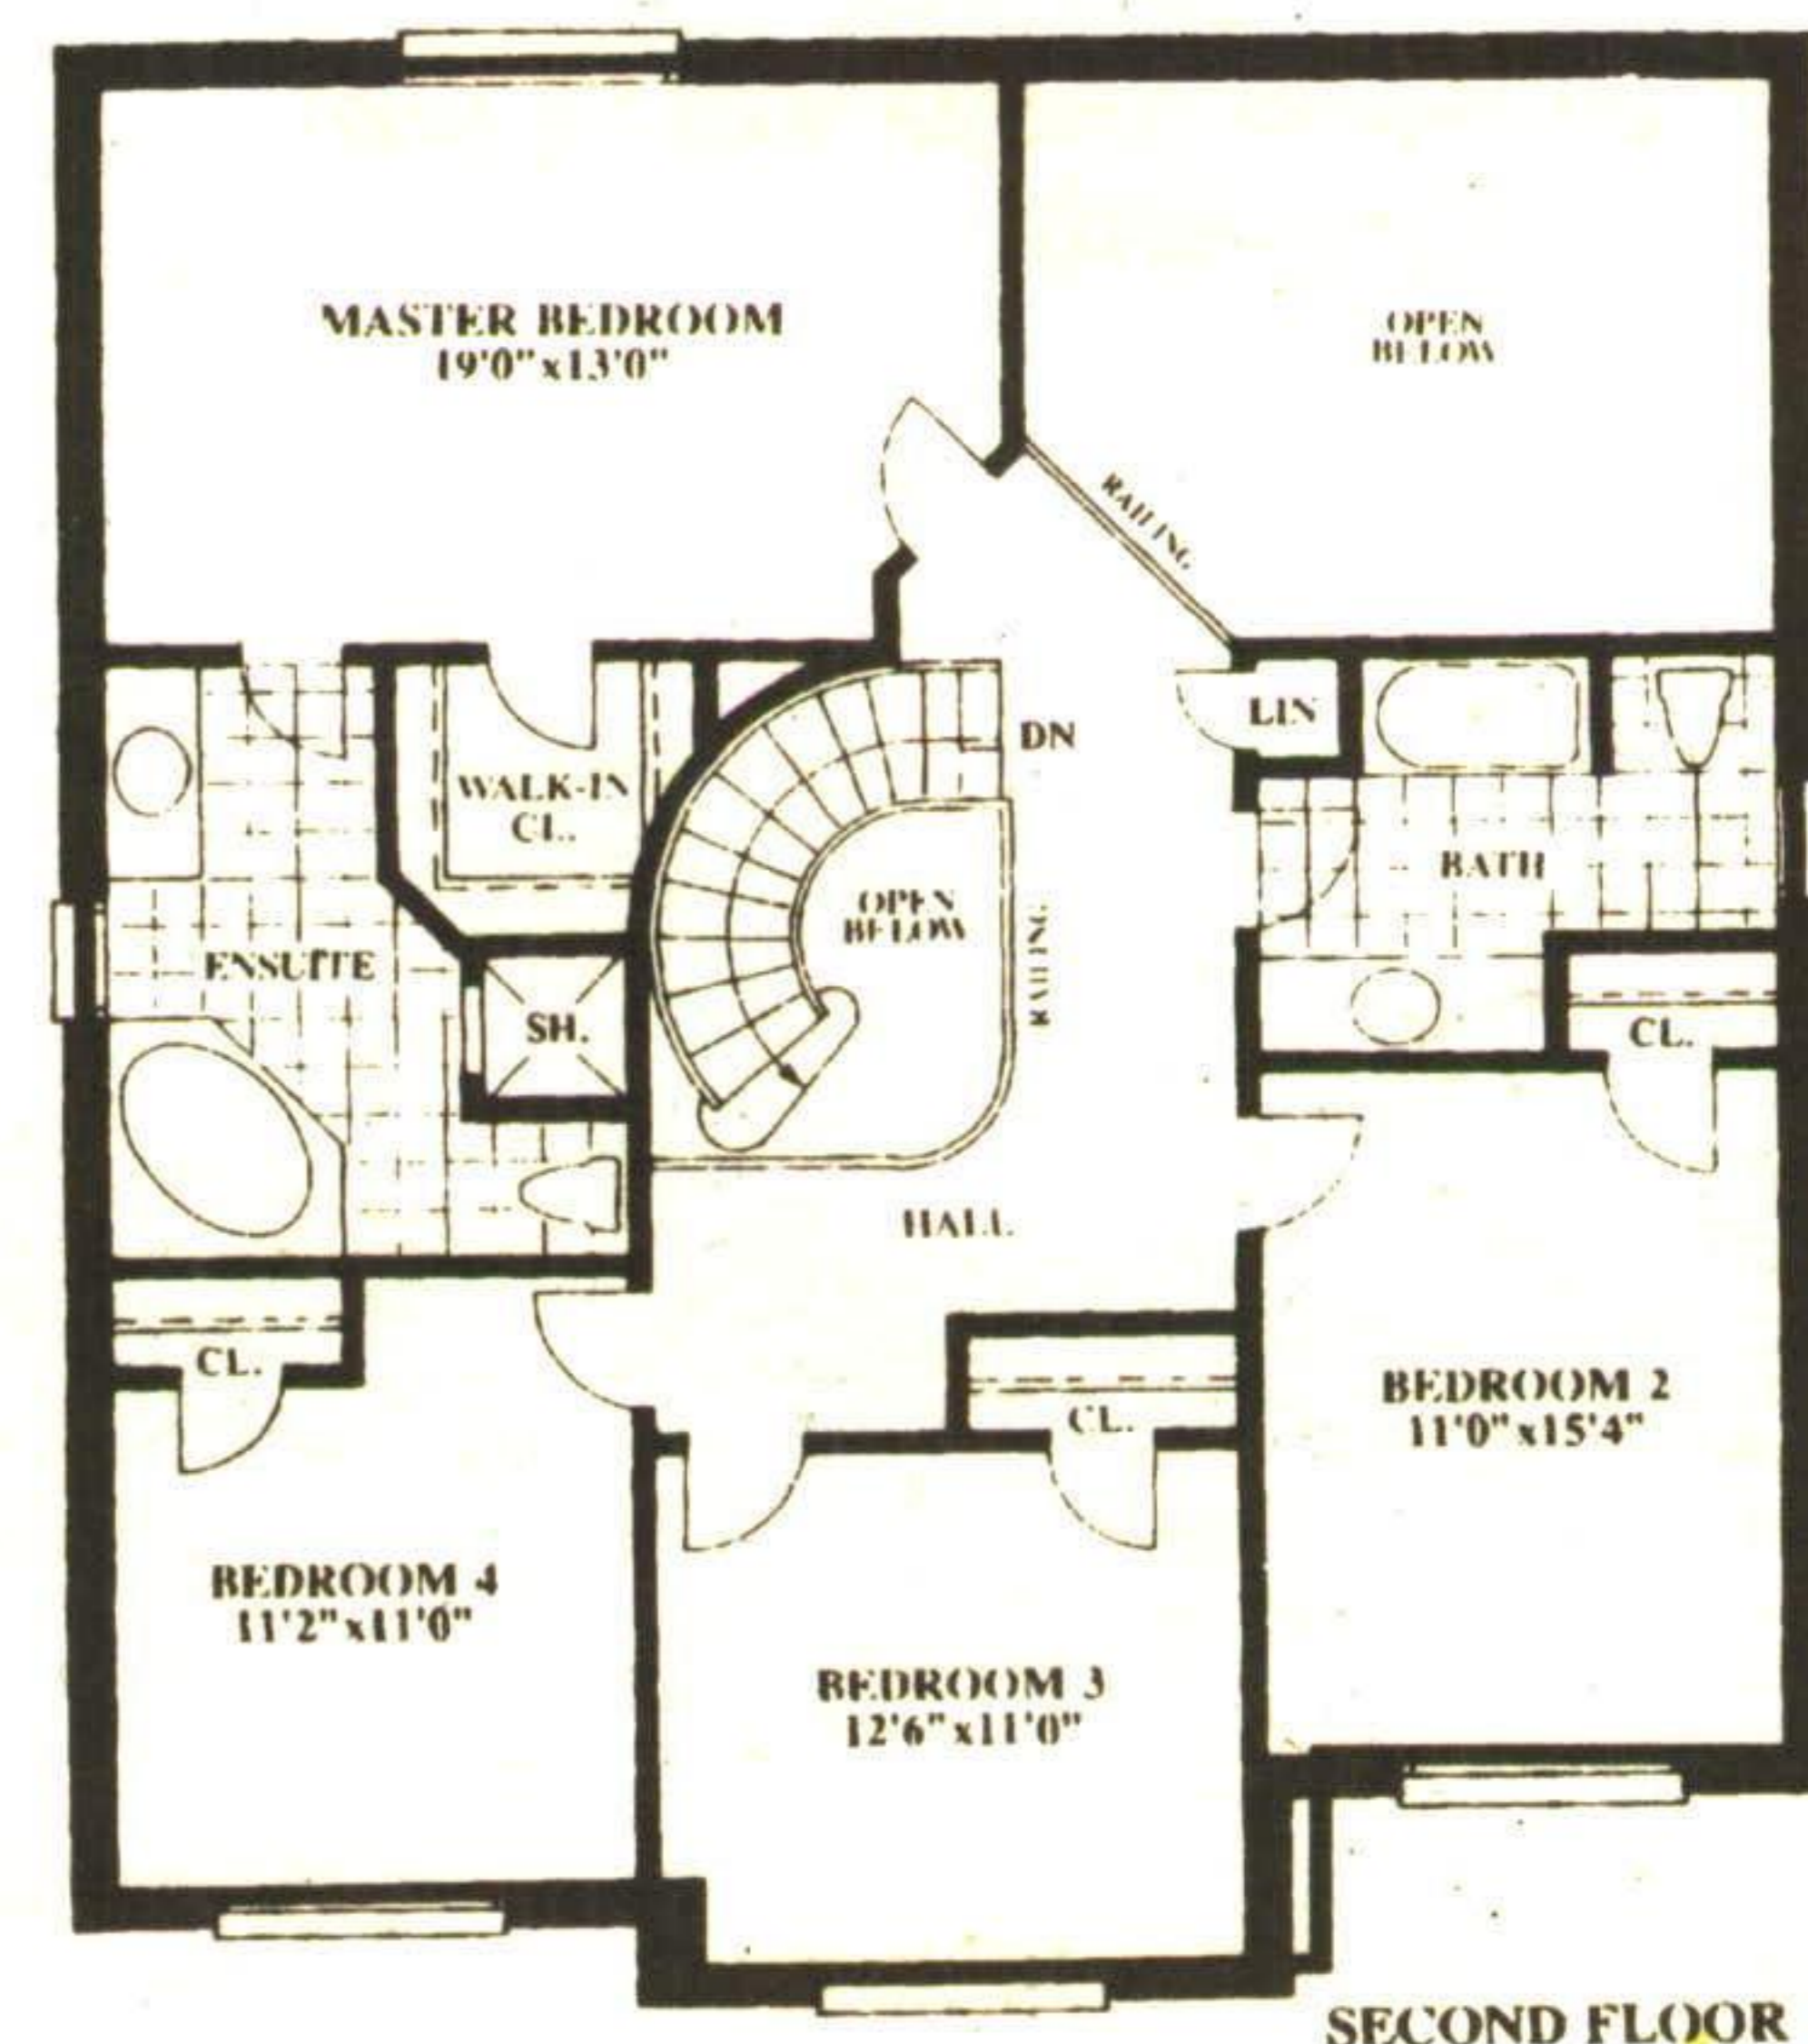 MASTER BEDROOM
19'0"x13'0"
OPEN
BELOW
RAILING
DN
LIN
WALK-IN
CL.
BATH
OPEN
BELOW
RAILING
ENSUITE
SH.
CL.
HALL
CL.
CL.
BEDROOM 2
11'0"x15'4"
BEDROOM 4
11'2"x11'0"
BEDROOM 3
12'6"x11'0"
SECOND FLOOR